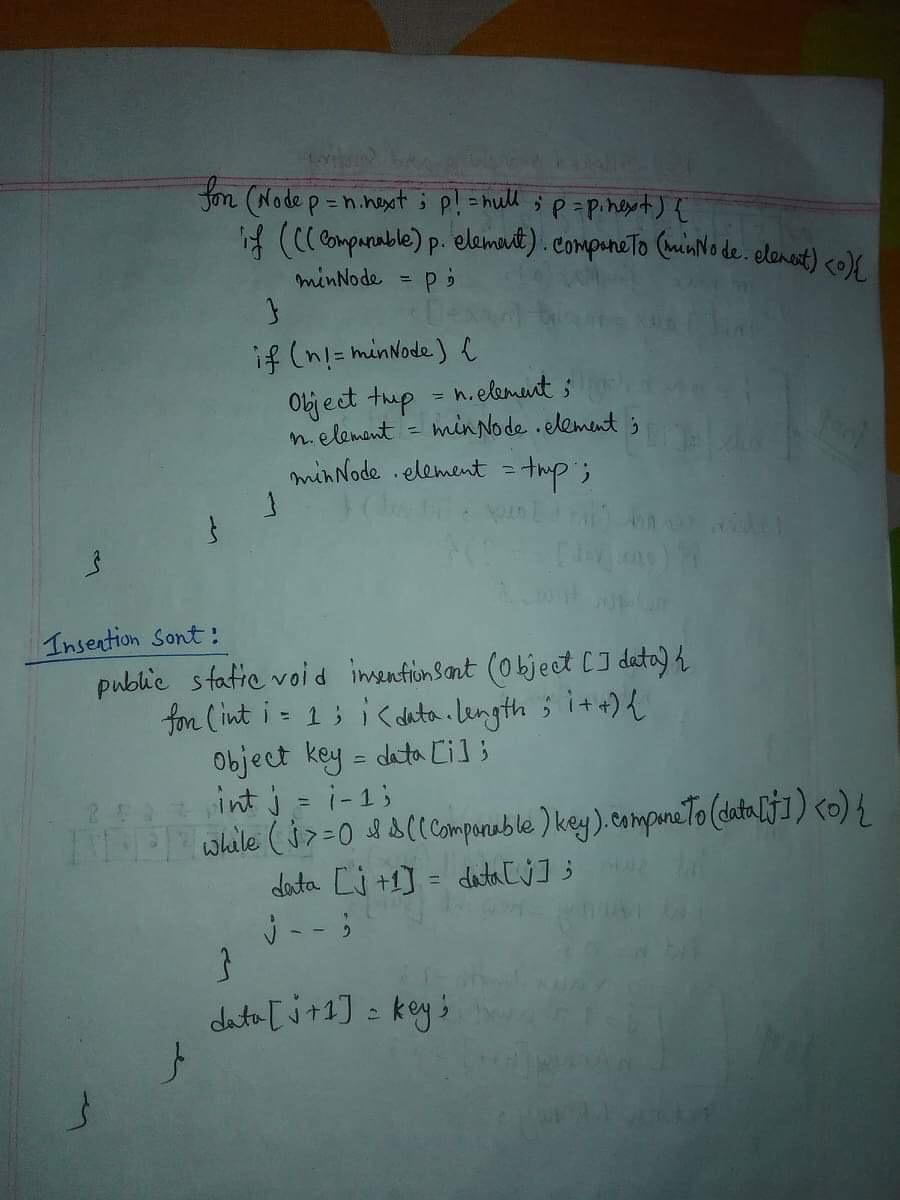 for (Node p = n.next ; p! = null ; p = p.next) {
if (((Comparable) p. element). compareTo (minNode. element) <0){
minNode = p ;
}
if (n! = minNode) {
Object tmp = n.element ;
n. element = minNode .element ;
minNode .element = tmp ;
}
}
}
Insertion Sort :
public static void insertionSort (Object [] data) {
for (int i = 1 ; i < data.length ; i++) {
Object key = data [i] ;
int j = i-1 ;
while (j >= 0 && ((Comparable) key). compareTo (data[j]) <0) {
data [j +1] = data[j] ;
j -- ;
}
data [j+1] = key ;
}
}